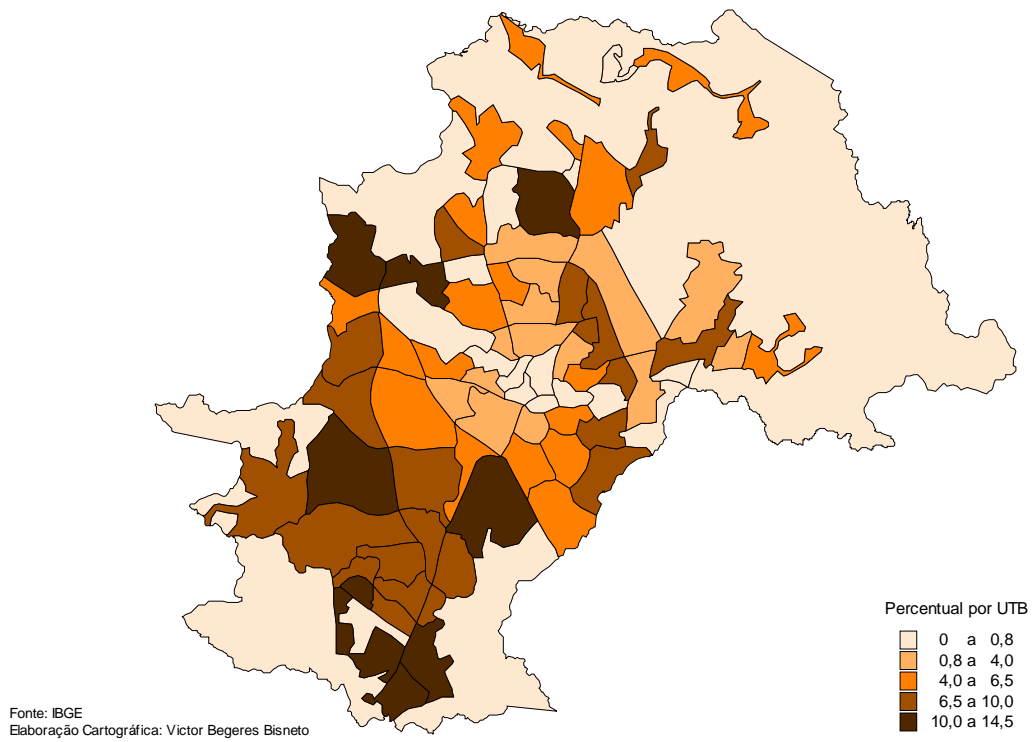 Percentual por UTB
0 a 0,8
0,8 a 4,0
4,0 a 6,5
6,5 a 10,0
10,0 a 14,5
Fonte: IBGE
Elaboração Cartográfica: Victor Begeres Bisneto